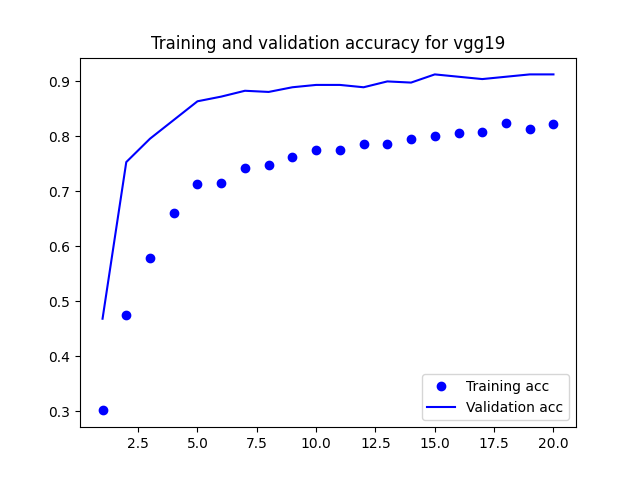 Training and validation accuracy for vgg19
0.9
0.8
0.7
0.6
0.5
0.4
0.3
Training acc
Validation acc
2.5 5.0 7.5 10.0 12.5 15.0 17.5 20.0